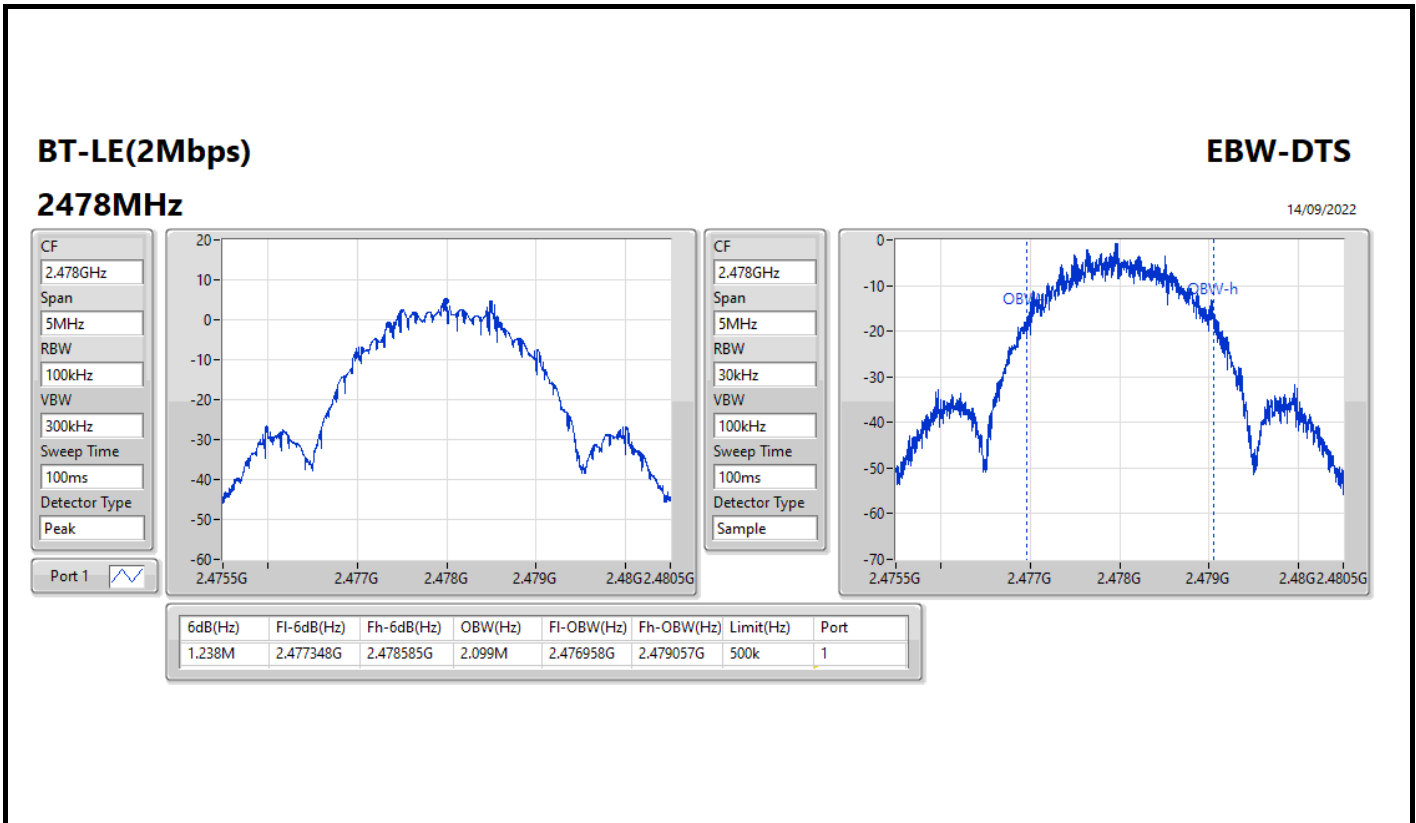 BT-LE(2Mbps)
EBW-DTS
2478MHz
14/09/2022
CF
2.478GHz
Span
5MHz
RBW
100kHz
VBW
300kHz
Sweep Time
100ms
Detector Type
Peak
Port 1
20
10
0
-10
-20
-30
-40
-50
-60
2.4755G 2.477G 2.478G 2.479G 2.48G 2.4805G
CF
2.478GHz
Span
5MHz
RBW
30kHz
VBW
100kHz
Sweep Time
100ms
Detector Type
Sample
0
-10
-20
-30
-40
-50
-60
-70
OBW-h
2.4755G 2.477G 2.478G 2.479G 2.48G 2.4805G
6dB(Hz) Fl-6dB(Hz) Fh-6dB(Hz) OBW(Hz) Fl-OBW(Hz) Fh-OBW(Hz) Limit(Hz) Port
1.238M 2.477348G 2.478585G 2.099M 2.476958G 2.479057G 500k 1